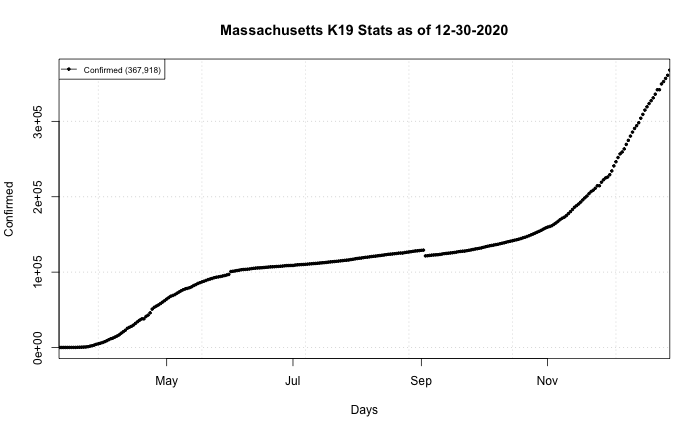 Massachusetts K19 Stats as of 12-30-2020
Confirmed (367,918)
Confirmed
3e+05
2e+05
1e+05
0e+00
May
Jul
Sep
Nov
Days